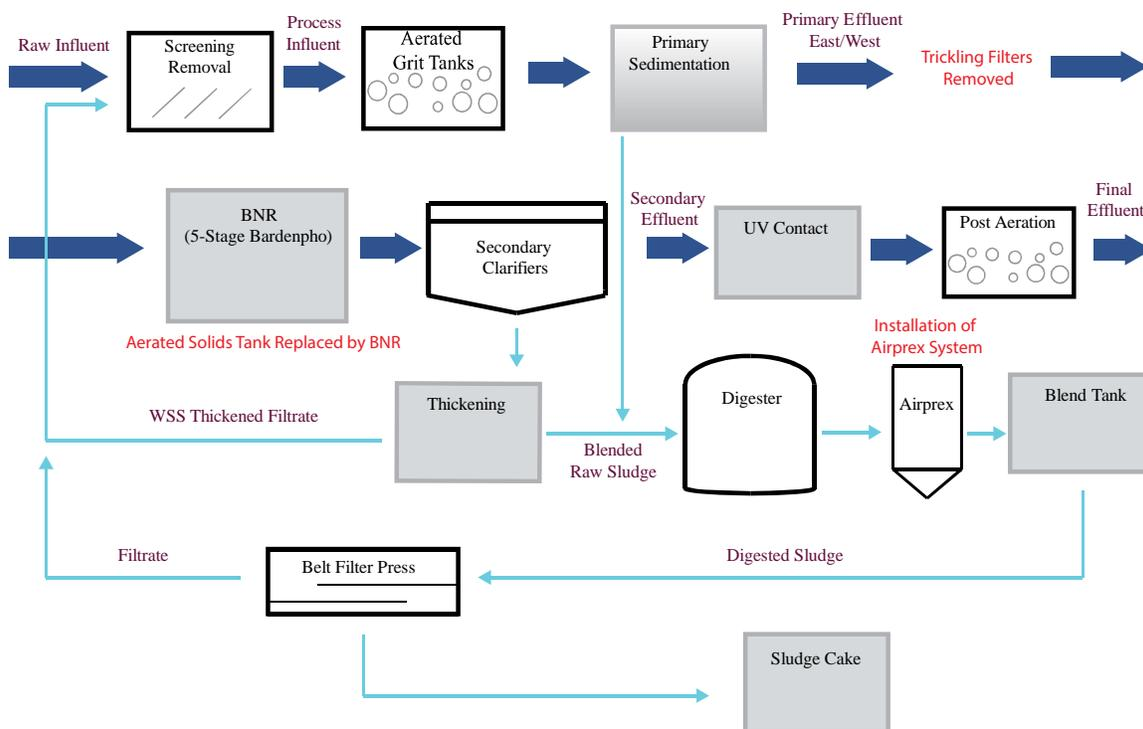 Raw Influent
Screening
Removal
Process
Influent
Aerated
Grit Tanks
Primary
Sedimentation
Primary Effluent
East/West
Trickling Filters
Removed
BNR
(5-Stage Bardenpho)
Aerated Solids Tank Replaced by BNR
Secondary
Clarifiers
Secondary
Effluent
UV Contact
Post Aeration
Final
Effluent
Installation of
Airprex System
WSS Thickened Filtrate
Thickening
Blended
Raw Sludge
Digester
Airprex
Blend Tank
Filtrate
Belt Filter Press
Digested Sludge
Sludge Cake